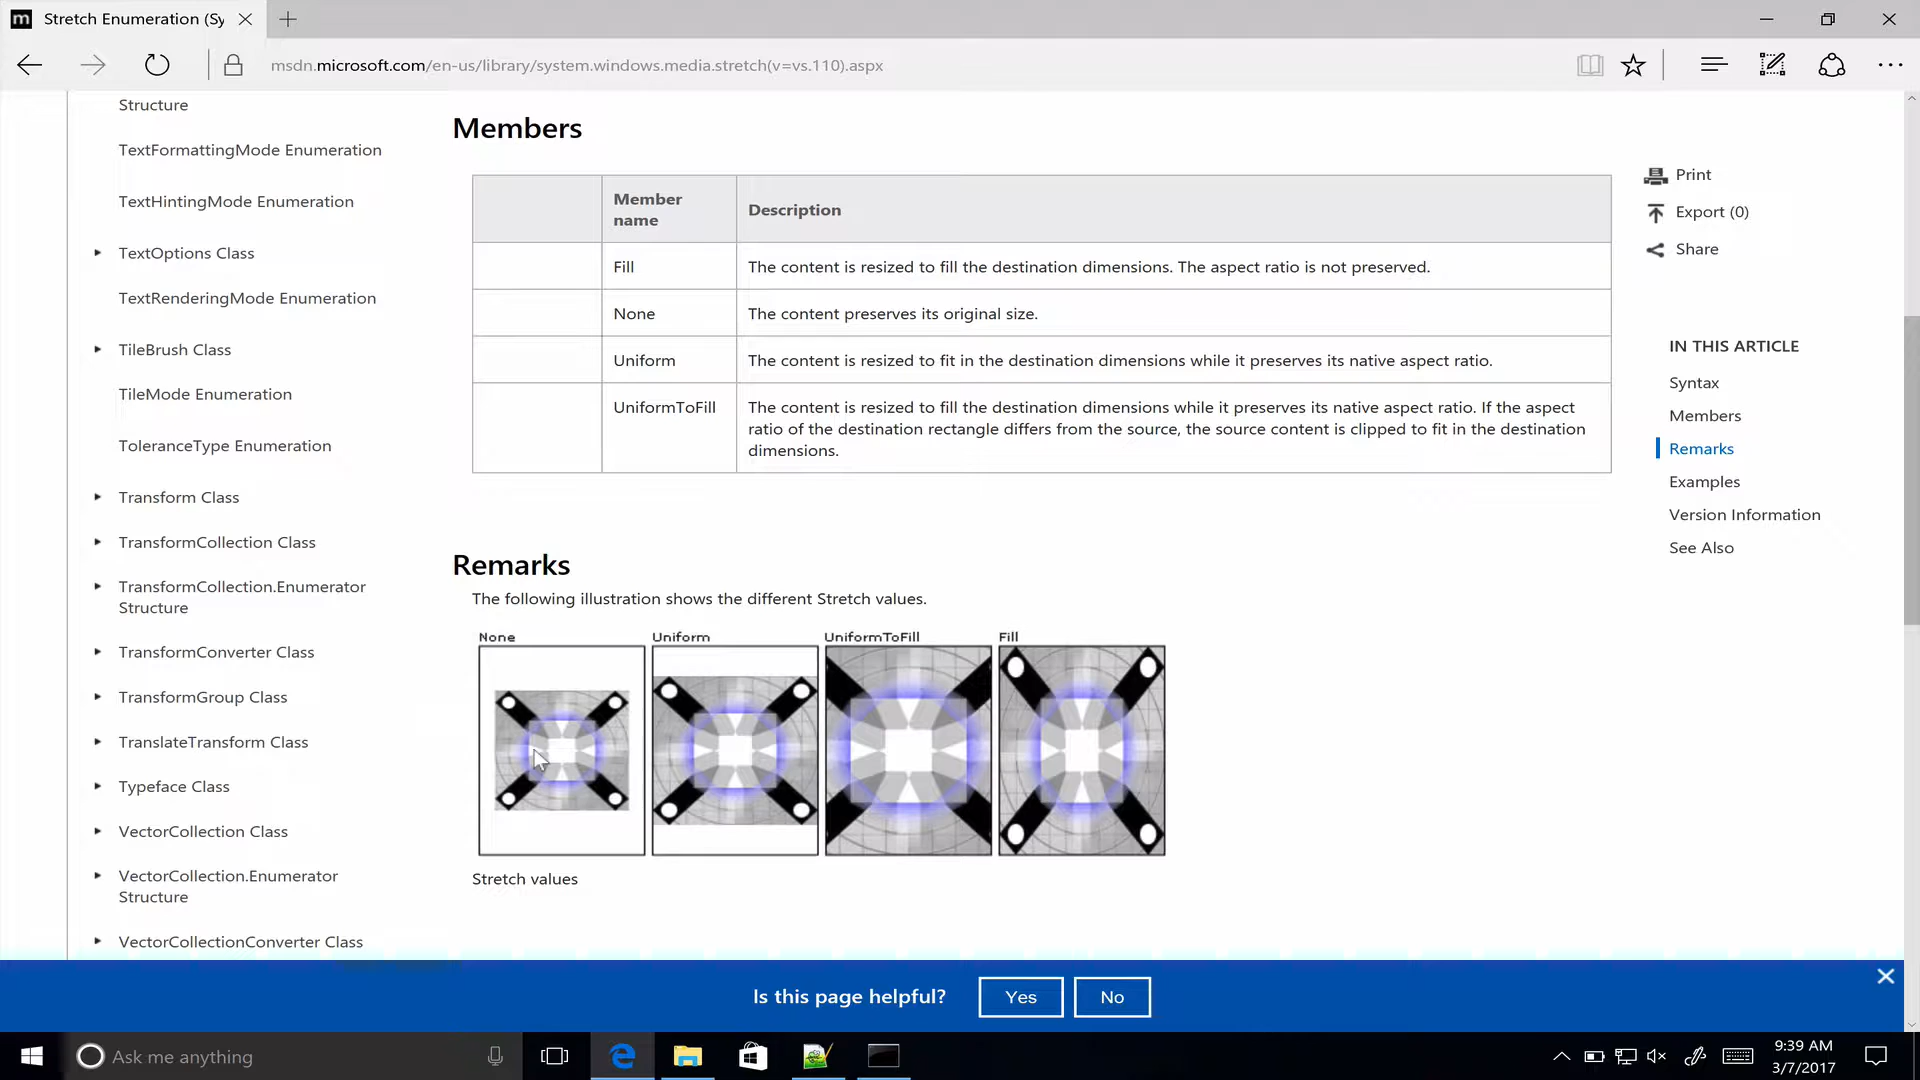 Stretch Enumeration (Sy
msdn.microsoft.com/en-us/library/system.windows.media.stretch(v=vs.110).aspx
Structure
TextFormattingMode Enumeration
TextHintingMode Enumeration
TextOptions Class
TextRenderingMode Enumeration
TileBrush Class
TileMode Enumeration
ToleranceType Enumeration
Transform Class
TransformCollection Class
TransformCollection.Enumerator
Structure
TransformConverter Class
TransformGroup Class
TranslateTransform Class
Typeface Class
VectorCollection Class
VectorCollection.Enumerator
Structure
VectorCollectionConverter Class
Members
Member
name
Description
Fill
The content is resized to fill the destination dimensions. The aspect ratio is not preserved.
None
The content preserves its original size.
Uniform
The content is resized to fit in the destination dimensions while it preserves its native aspect ratio.
UniformToFill
The content is resized to fill the destination dimensions while it preserves its native aspect ratio. If the aspect
ratio of the destination rectangle differs from the source, the source content is clipped to fit in the destination
dimensions.
Remarks
The following illustration shows the different Stretch values.
None
Uniform
UniformToFill
Fill
Stretch values
Print
Export (0)
Share
IN THIS ARTICLE
Syntax
Members
Remarks
Examples
Version Information
See Also
Is this page helpful?
Yes
No
Ask me anything
9:39 AM
3/7/2017